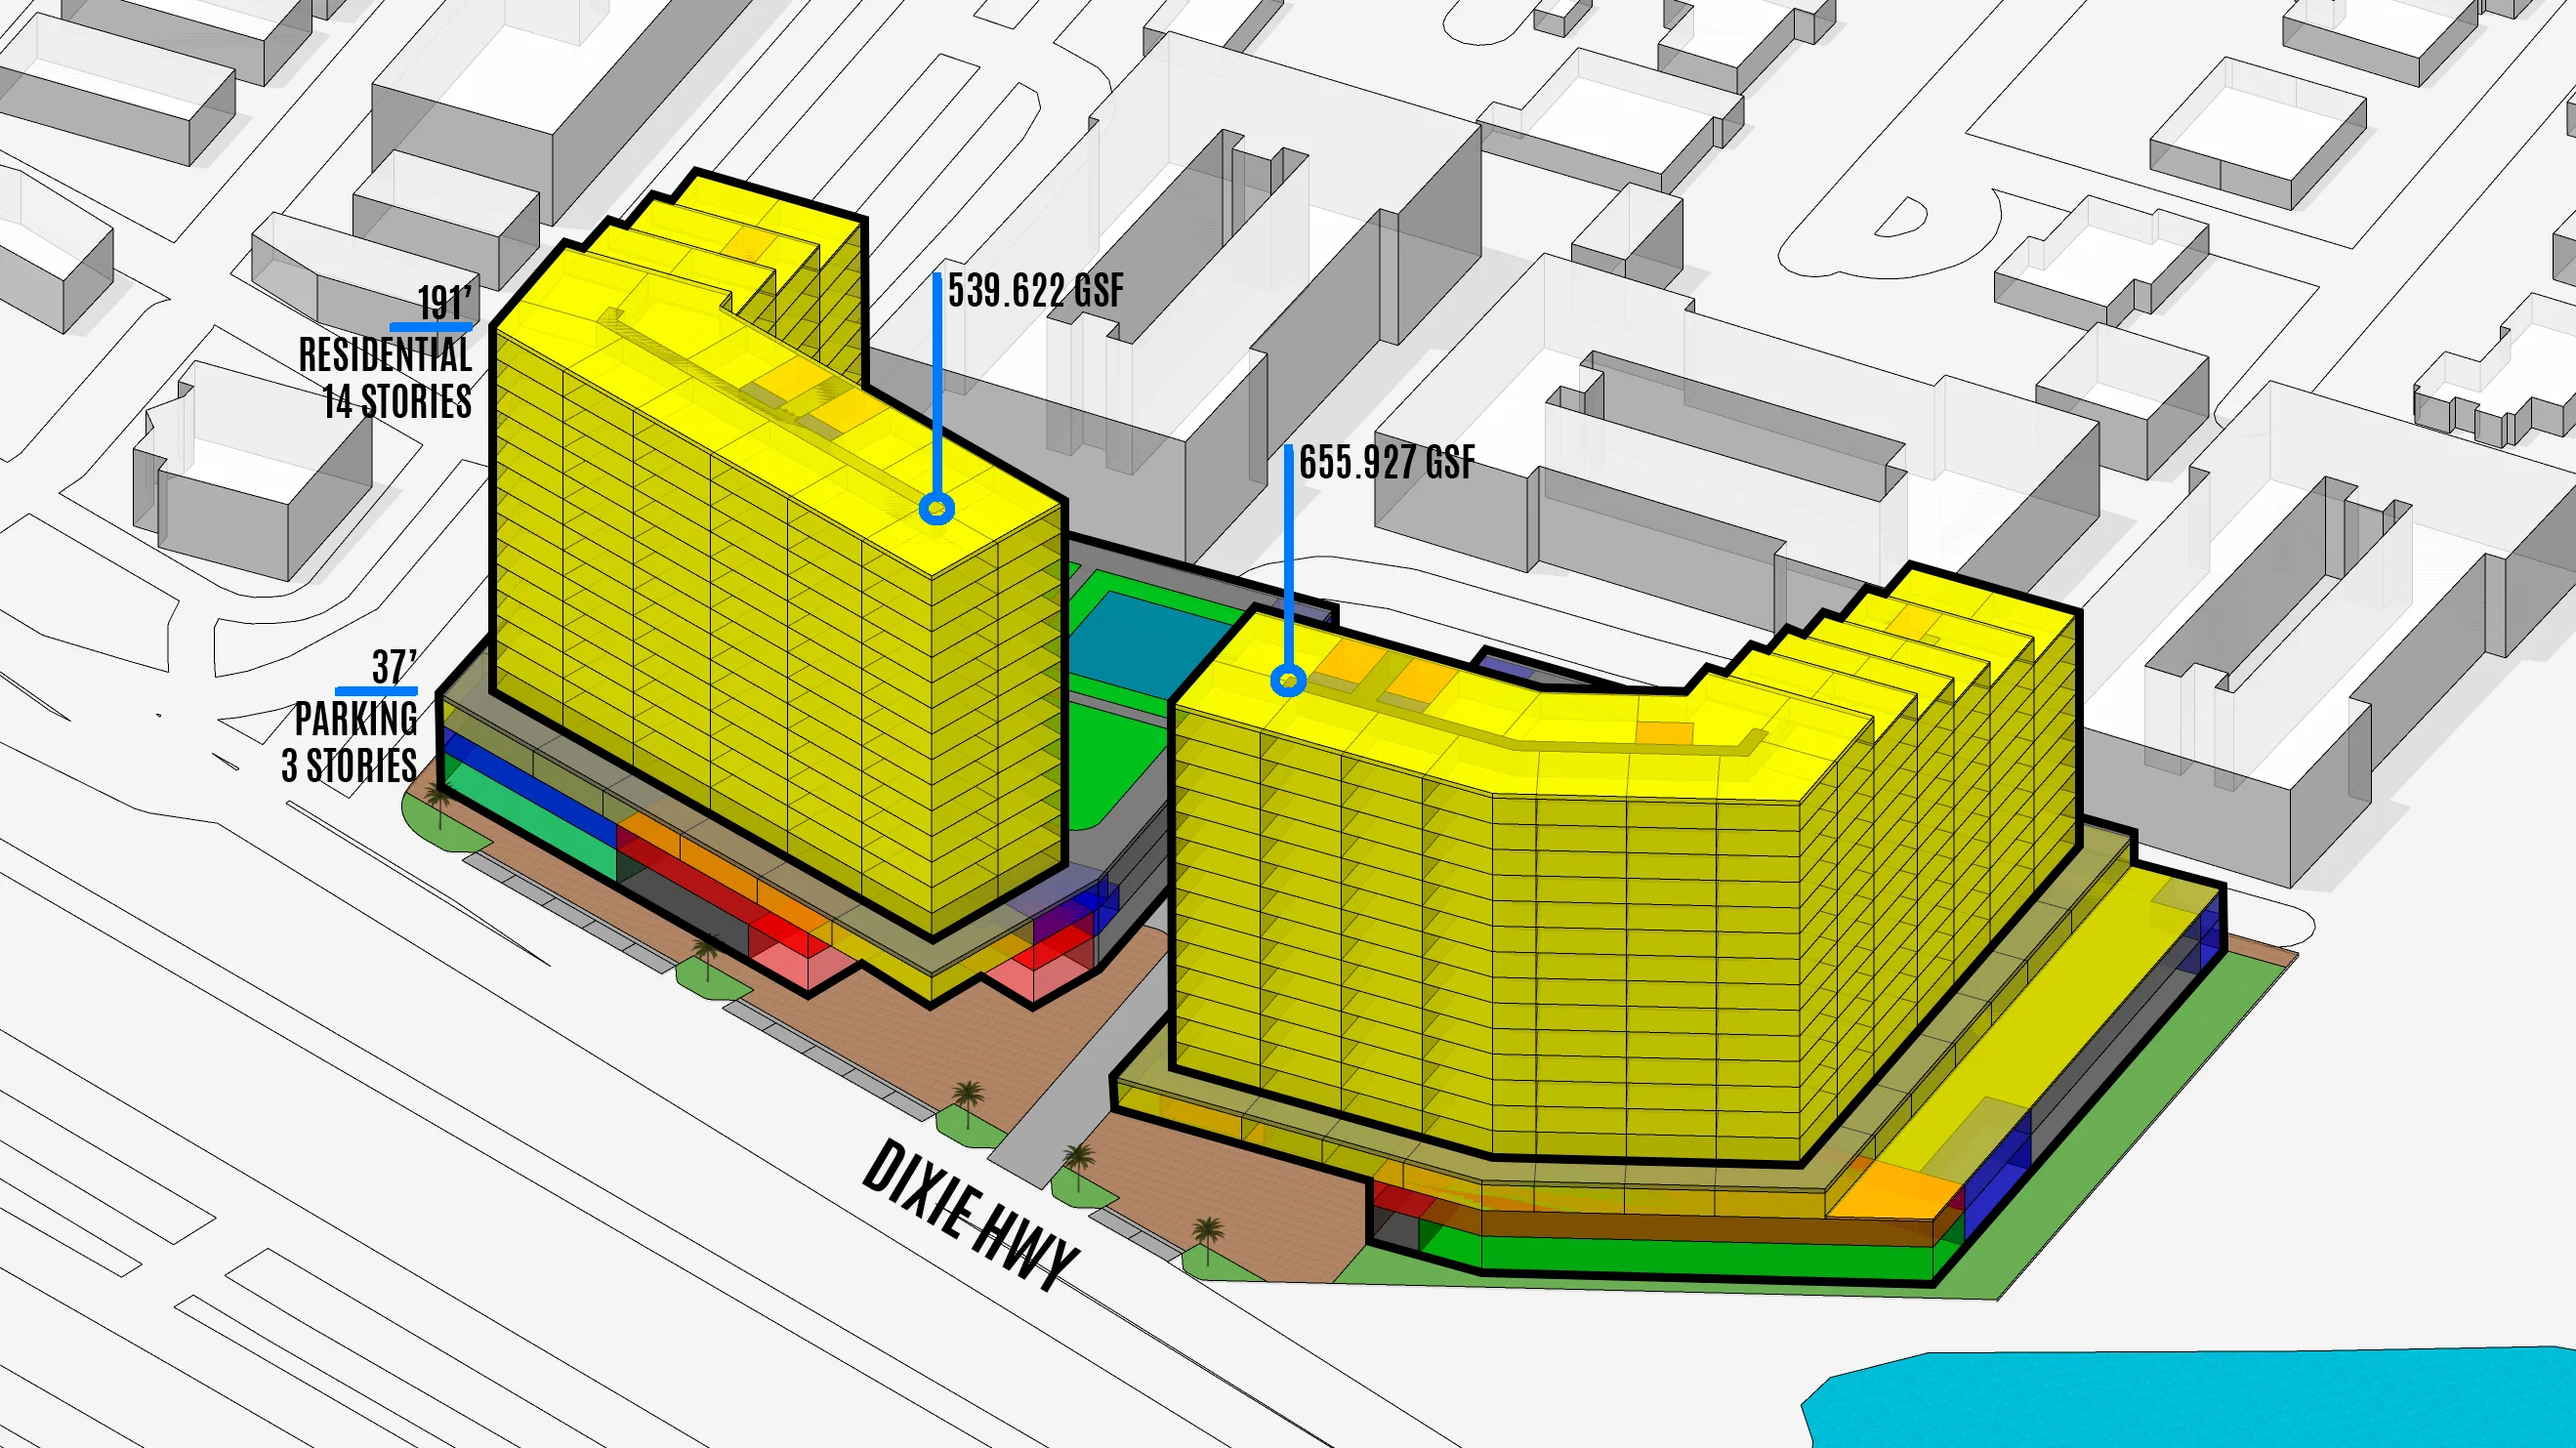 539.622 GSF
191’
RESIDENTIAL
14 STORIES
655.927 GSF
37’
PARKING
3 STORIES
DIXIE HWY